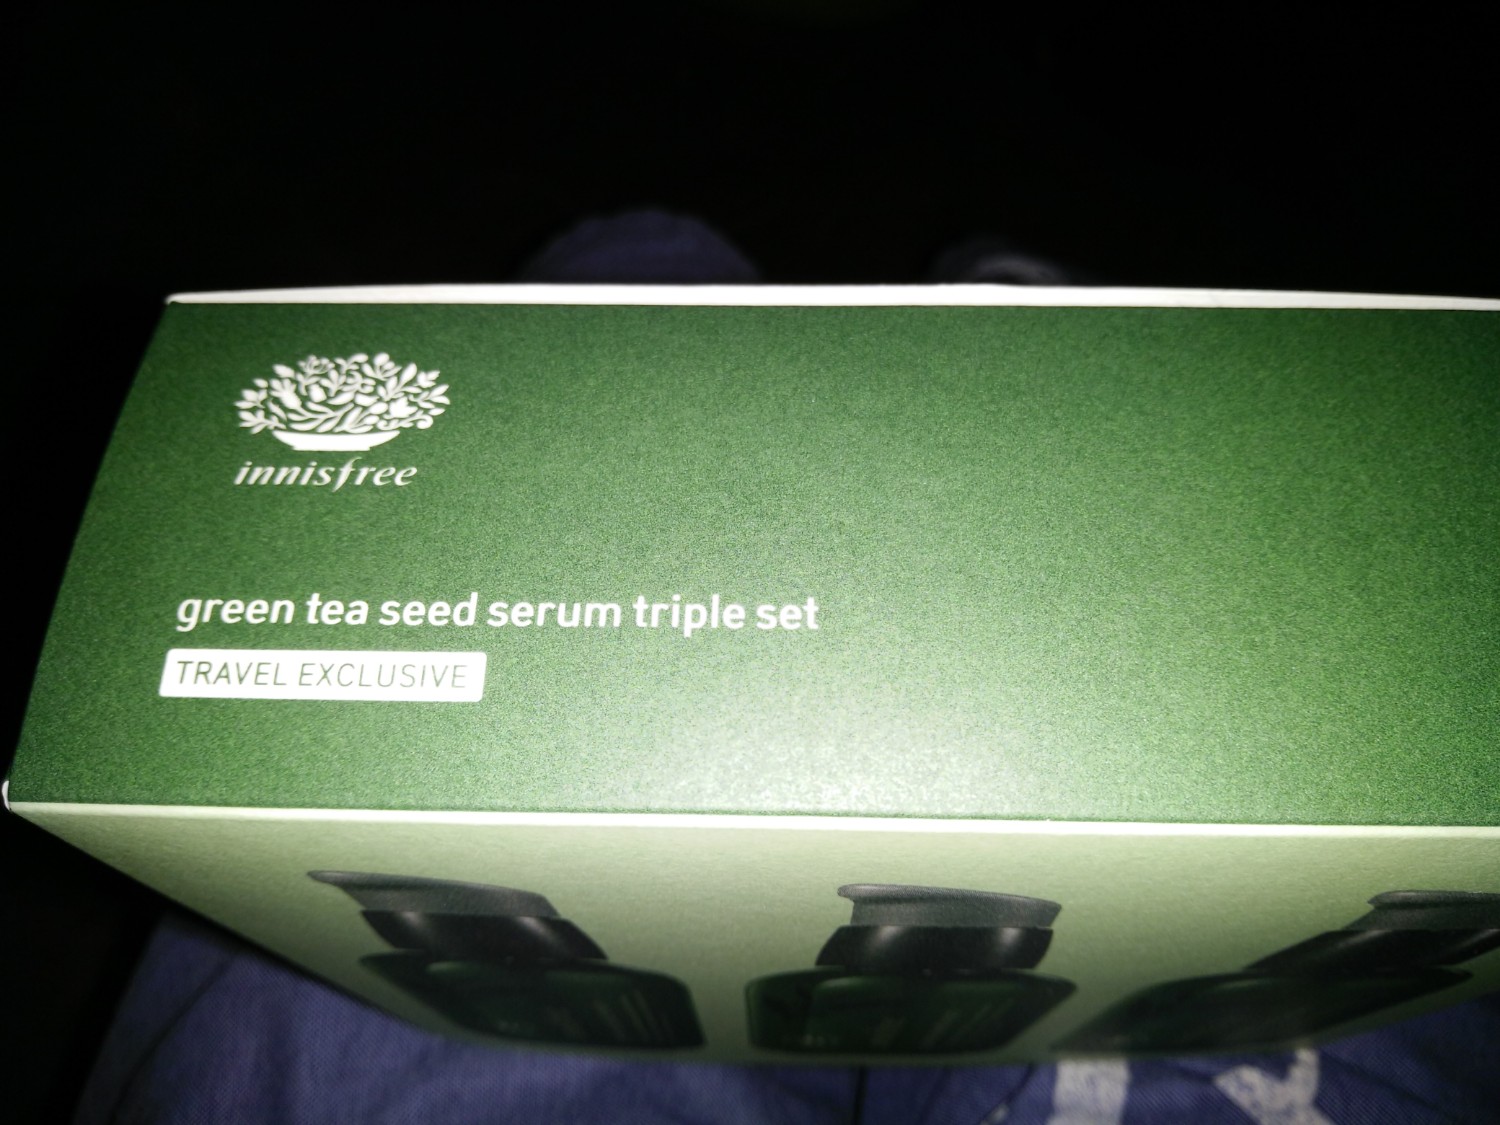 innisfree
green tea seed serum triple set
TRAVEL EXCLUSIVE